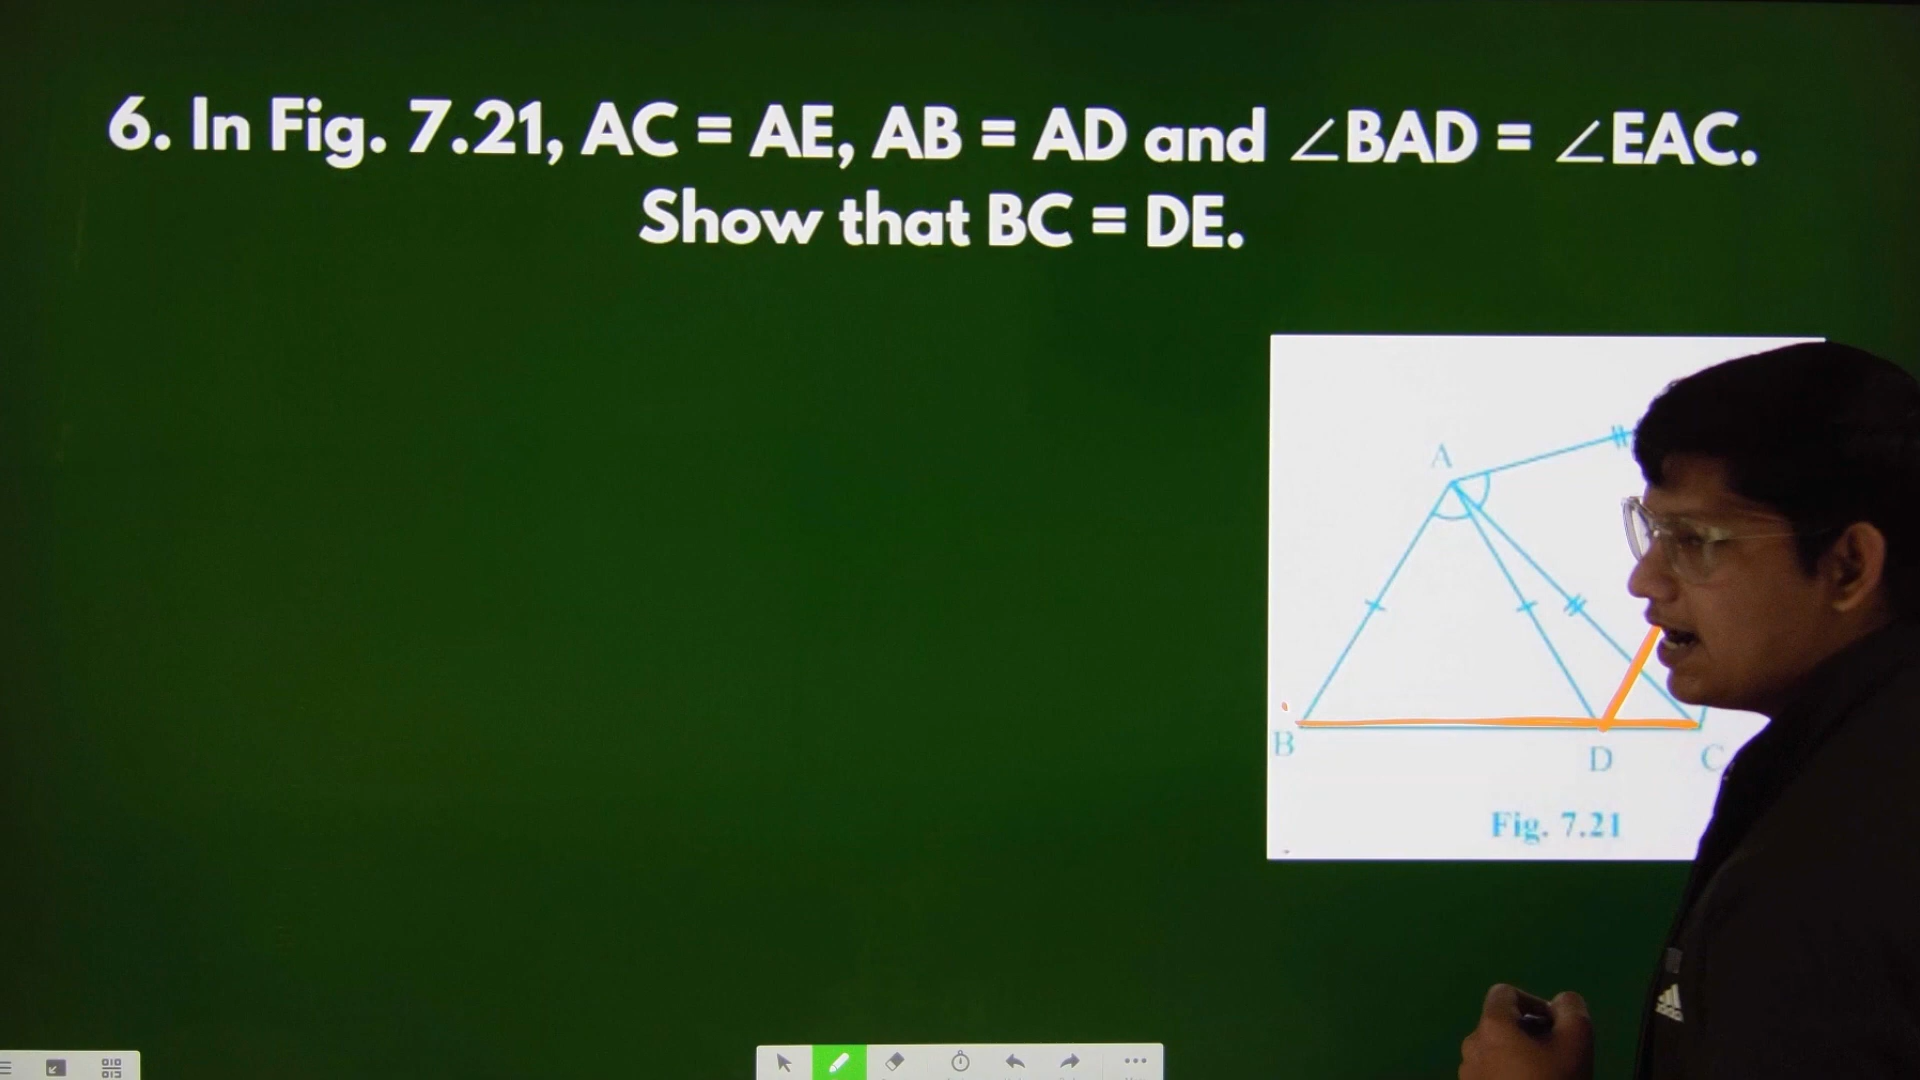 6. In Fig. 7.21, AC = AE, AB = AD and ∠BAD = ∠EAC.
Show that BC = DE.
A
B
D
C
Fig. 7.21